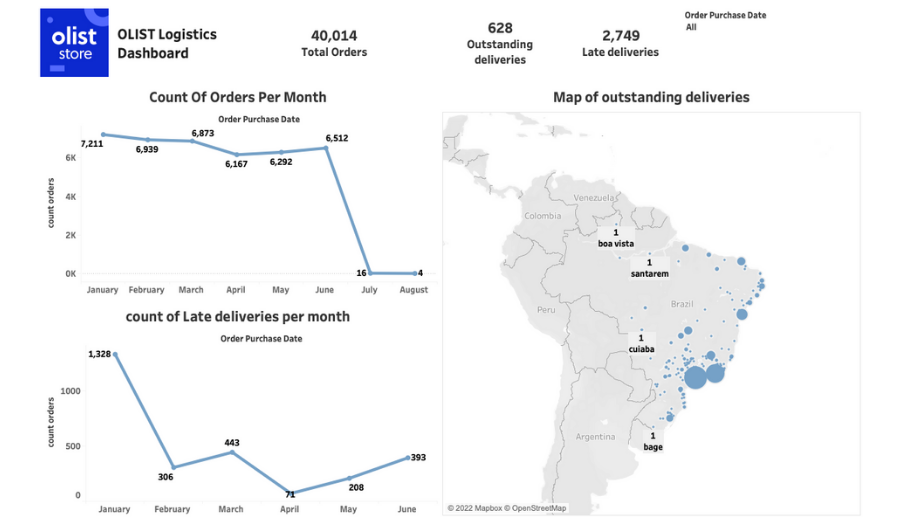 olist
store
OLIST Logistics
Dashboard
40,014
Total Orders
628
Outstanding
deliveries
2,749
Late deliveries
Order Purchase Date
All
Count Of Orders Per Month
Order Purchase Date
count orders
6K
4K
2K
0K
7,211
6,939
6,873
6,167
6,292
6,512
16
4
January
February
March
April
May
June
July
August
count of Late deliveries per month
Order Purchase Date
count orders
1000
500
0
1,328
306
443
71
208
393
January
February
March
April
May
June
Map of outstanding deliveries
Venezuela
Colombia
1
boa vista
1
santarem
Peru
Brazil
1
cuiaba
Argentina
1
bage
© 2022 Mapbox © OpenStreetMap